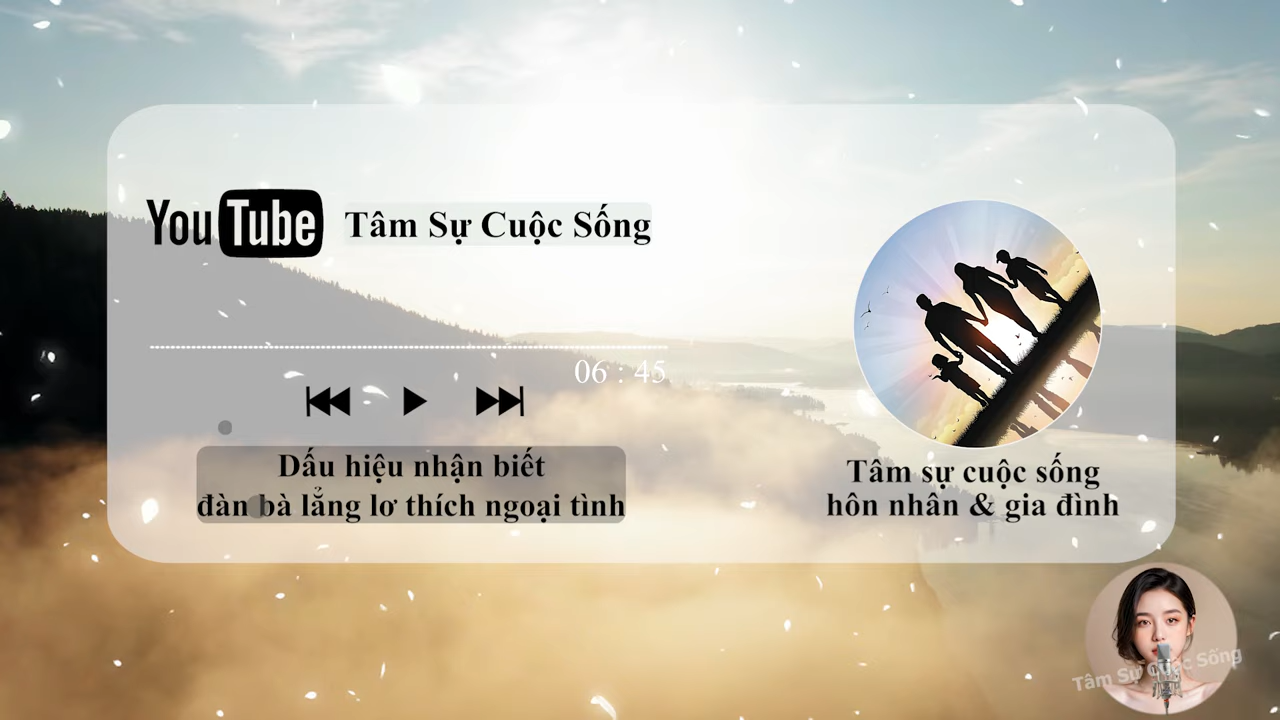 YouTube Tâm Sự Cuộc Sống
06 : 45
Dấu hiệu nhận biết
đàn bà lẳng lơ thích ngoại tình
Tâm sự cuộc sống
hôn nhân & gia đình
Tâm Sự Cuộc Sống